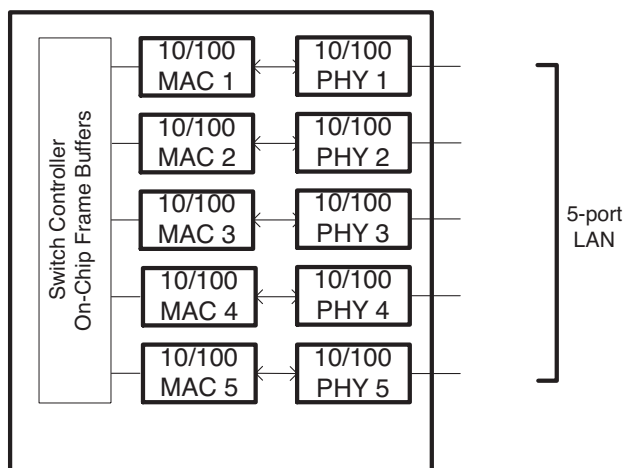 Switch Controller
On-Chip Frame Buffers
10/100
MAC 1
10/100
PHY 1
10/100
MAC 2
10/100
PHY 2
10/100
MAC 3
10/100
PHY 3
10/100
MAC 4
10/100
PHY 4
10/100
MAC 5
10/100
PHY 5
5-port
LAN